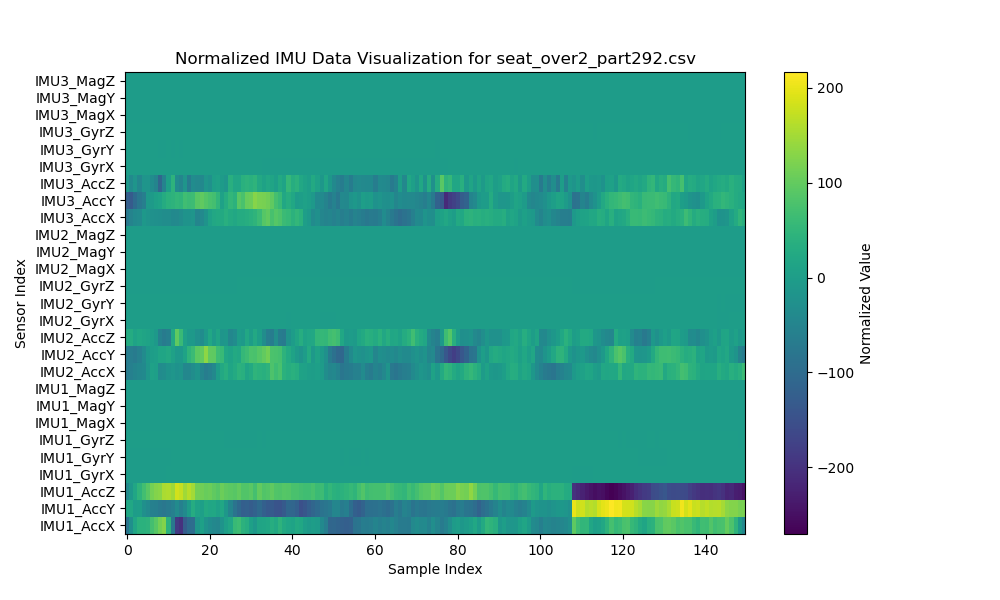 Normalized IMU Data Visualization for seat_over2_part292.csv
IMU3_MagZ
IMU3_MagY
IMU3_MagX
IMU3_GyrZ
IMU3_GyrY
IMU3_GyrX
IMU3_AccZ
IMU3_AccY
IMU3_AccX
IMU2_MagZ
IMU2_MagY
IMU2_MagX
IMU2_GyrZ
IMU2_GyrY
IMU2_GyrX
IMU2_AccZ
IMU2_AccY
IMU2_AccX
IMU1_MagZ
IMU1_MagY
IMU1_MagX
IMU1_GyrZ
IMU1_GyrY
IMU1_GyrX
IMU1_AccZ
IMU1_AccY
IMU1_AccX
Sensor Index
0 20 40 60 80 100 120 140
Sample Index
200
100
0
−100
−200
Normalized Value